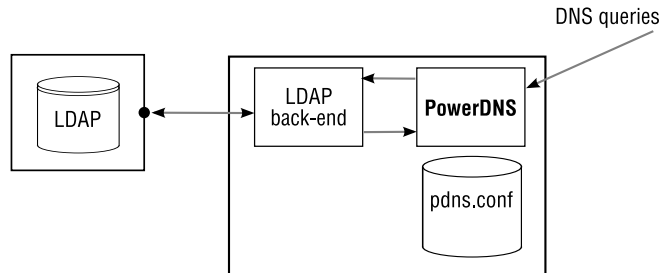 DNS queries
LDAP
LDAP
back-end
PowerDNS
pdns.conf